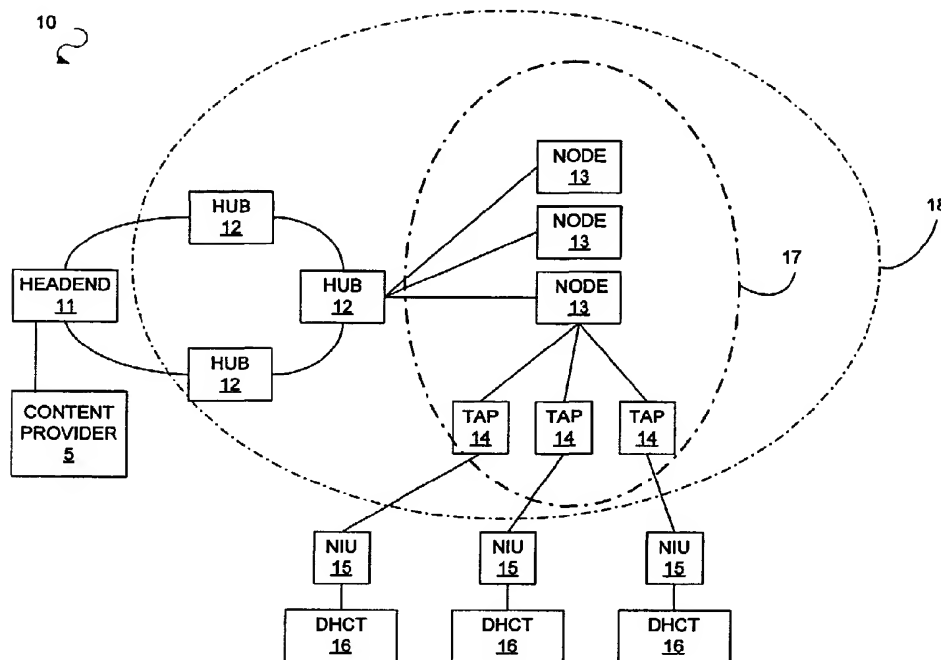 10
NODE
13
18
HUB
12
NODE
13
17
HEADEND
11
HUB
12
NODE
13
HUB
12
CONTENT
PROVIDER
5
TAP
14
TAP
14
TAP
14
NIU
15
NIU
15
NIU
15
DHCT
16
DHCT
16
DHCT
16